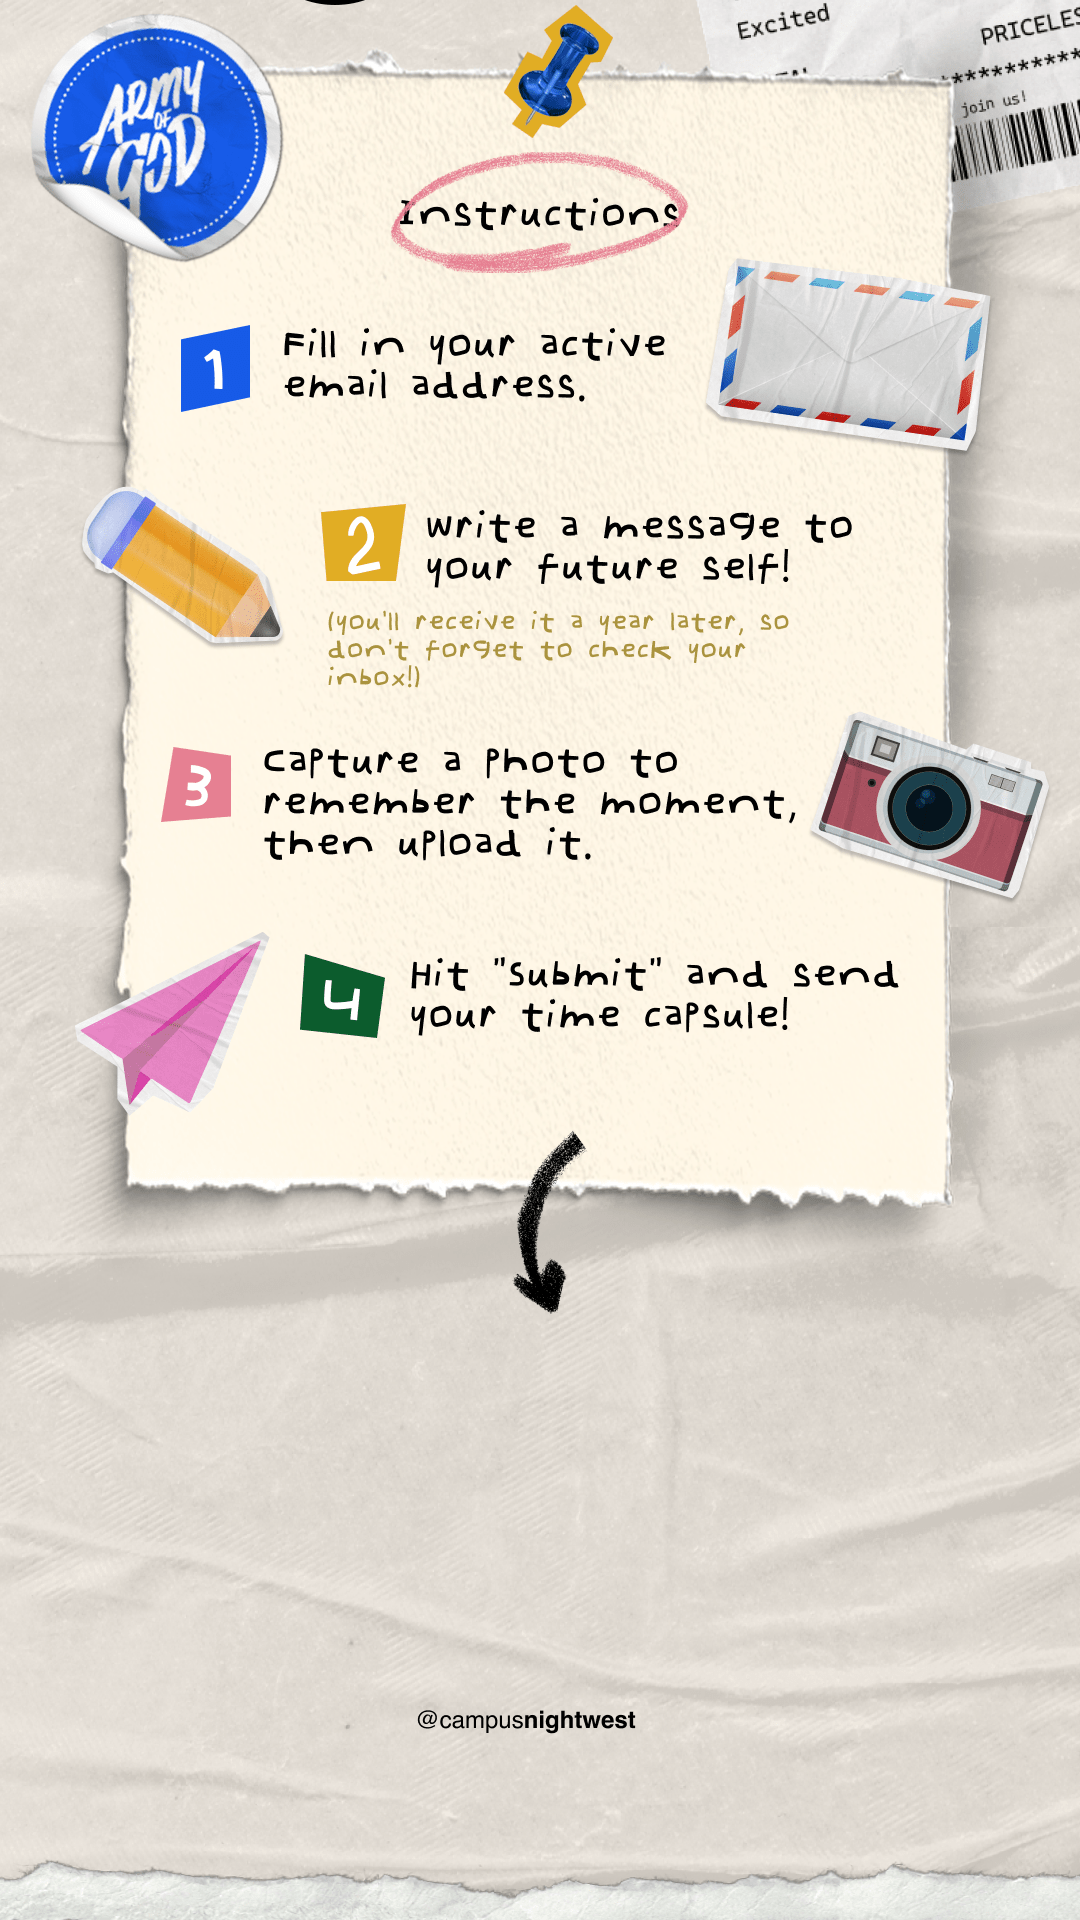 Excited
PRICELES
join us!
ARMY
OF
GOD
Instructions
1
Fill in your active
email address.
2
Write a message to
your future self!
(you'll receive it a year later, so
don't forget to check your
inbox!)
3
Capture a photo to
remember the moment,
then upload it.
4
Hit "Submit" and send
your time capsule!
@campusnightwest